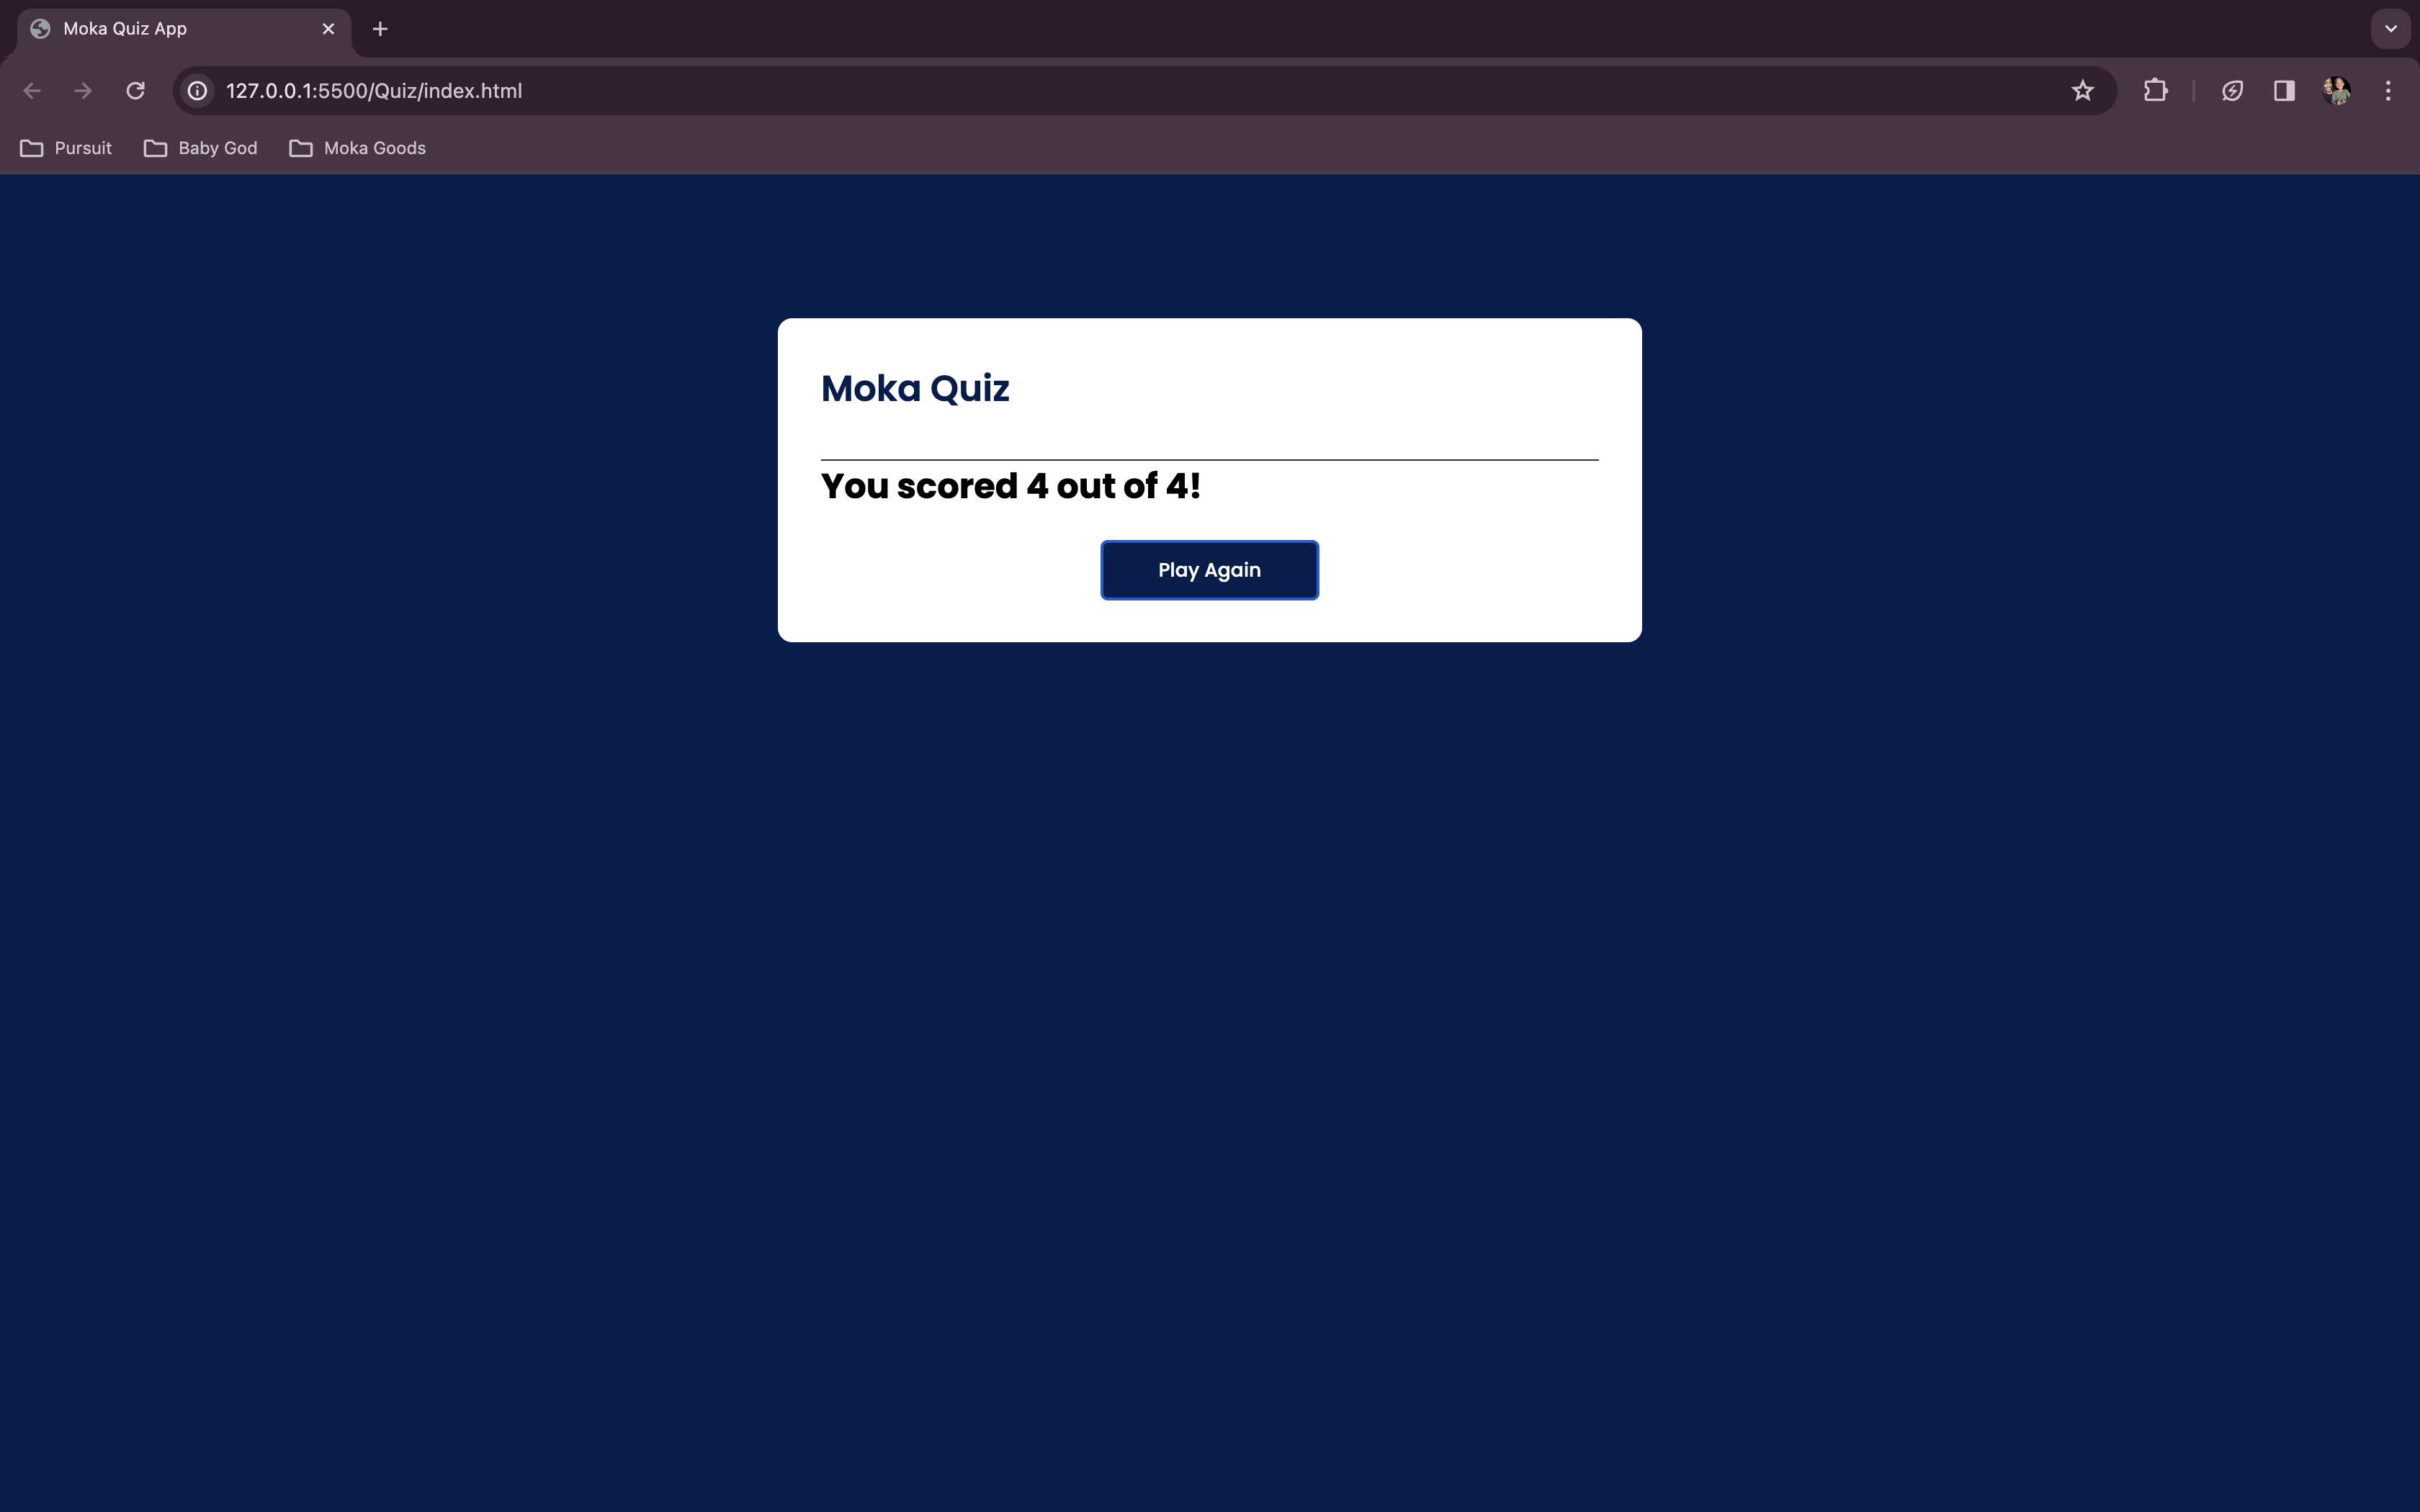 Moka Quiz App
127.0.0.1:5500/Quiz/index.html
Pursuit
Baby God
Moka Goods
Moka Quiz
You scored 4 out of 4!
Play Again